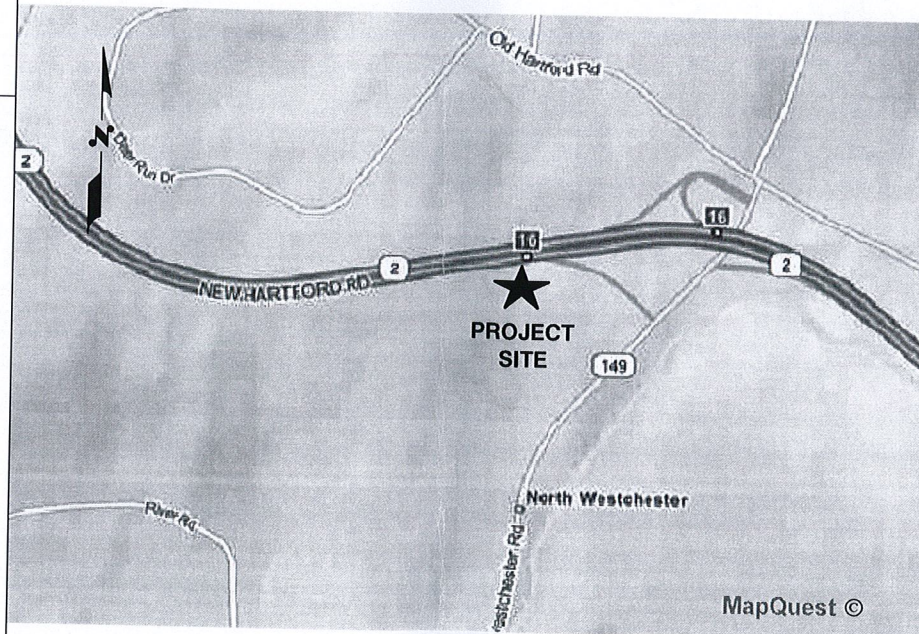 Old Hartford Rd
N
Deer Run Dr
2
16
16
2
2
NEW HARTFORD RD
PROJECT
SITE
149
North Westchester
River Rd
estchester Rd
MapQuest ©